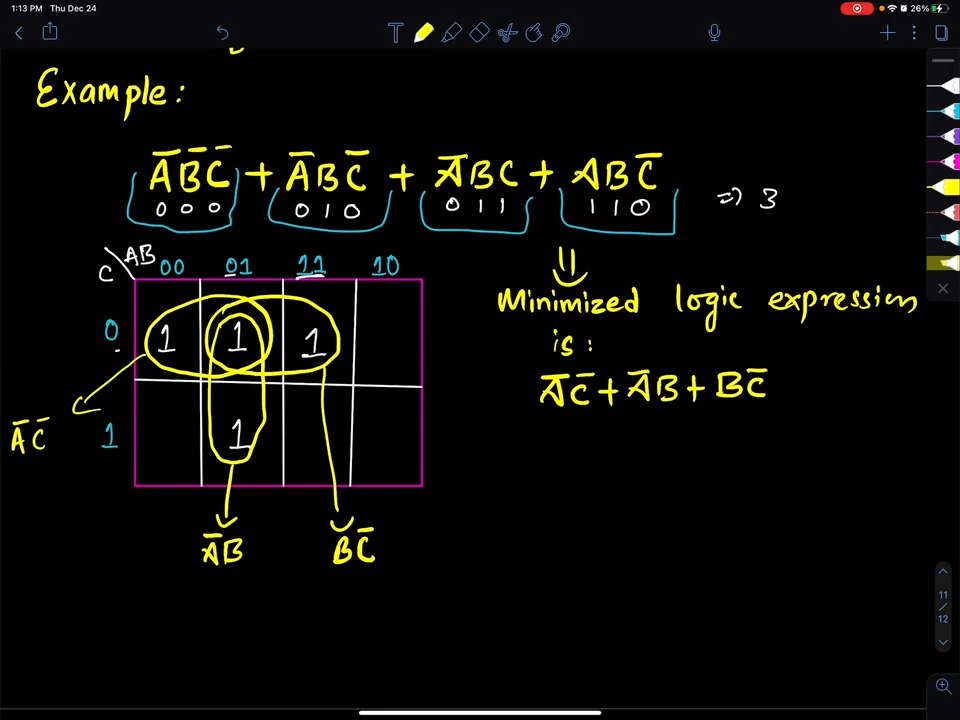 1:13 PM Thu Dec 24
26%
Example:
A̅B̅C̅ + A̅BC̅ + A̅BC + ABC̅
000 010 011 110 => 3
AB
C
00 01 11 10
0 1 1 1
1 1
A̅C̅
A̅B
BC̅
Minimized logic expression
is:
A̅C̅ + A̅B + BC̅
11
/
12